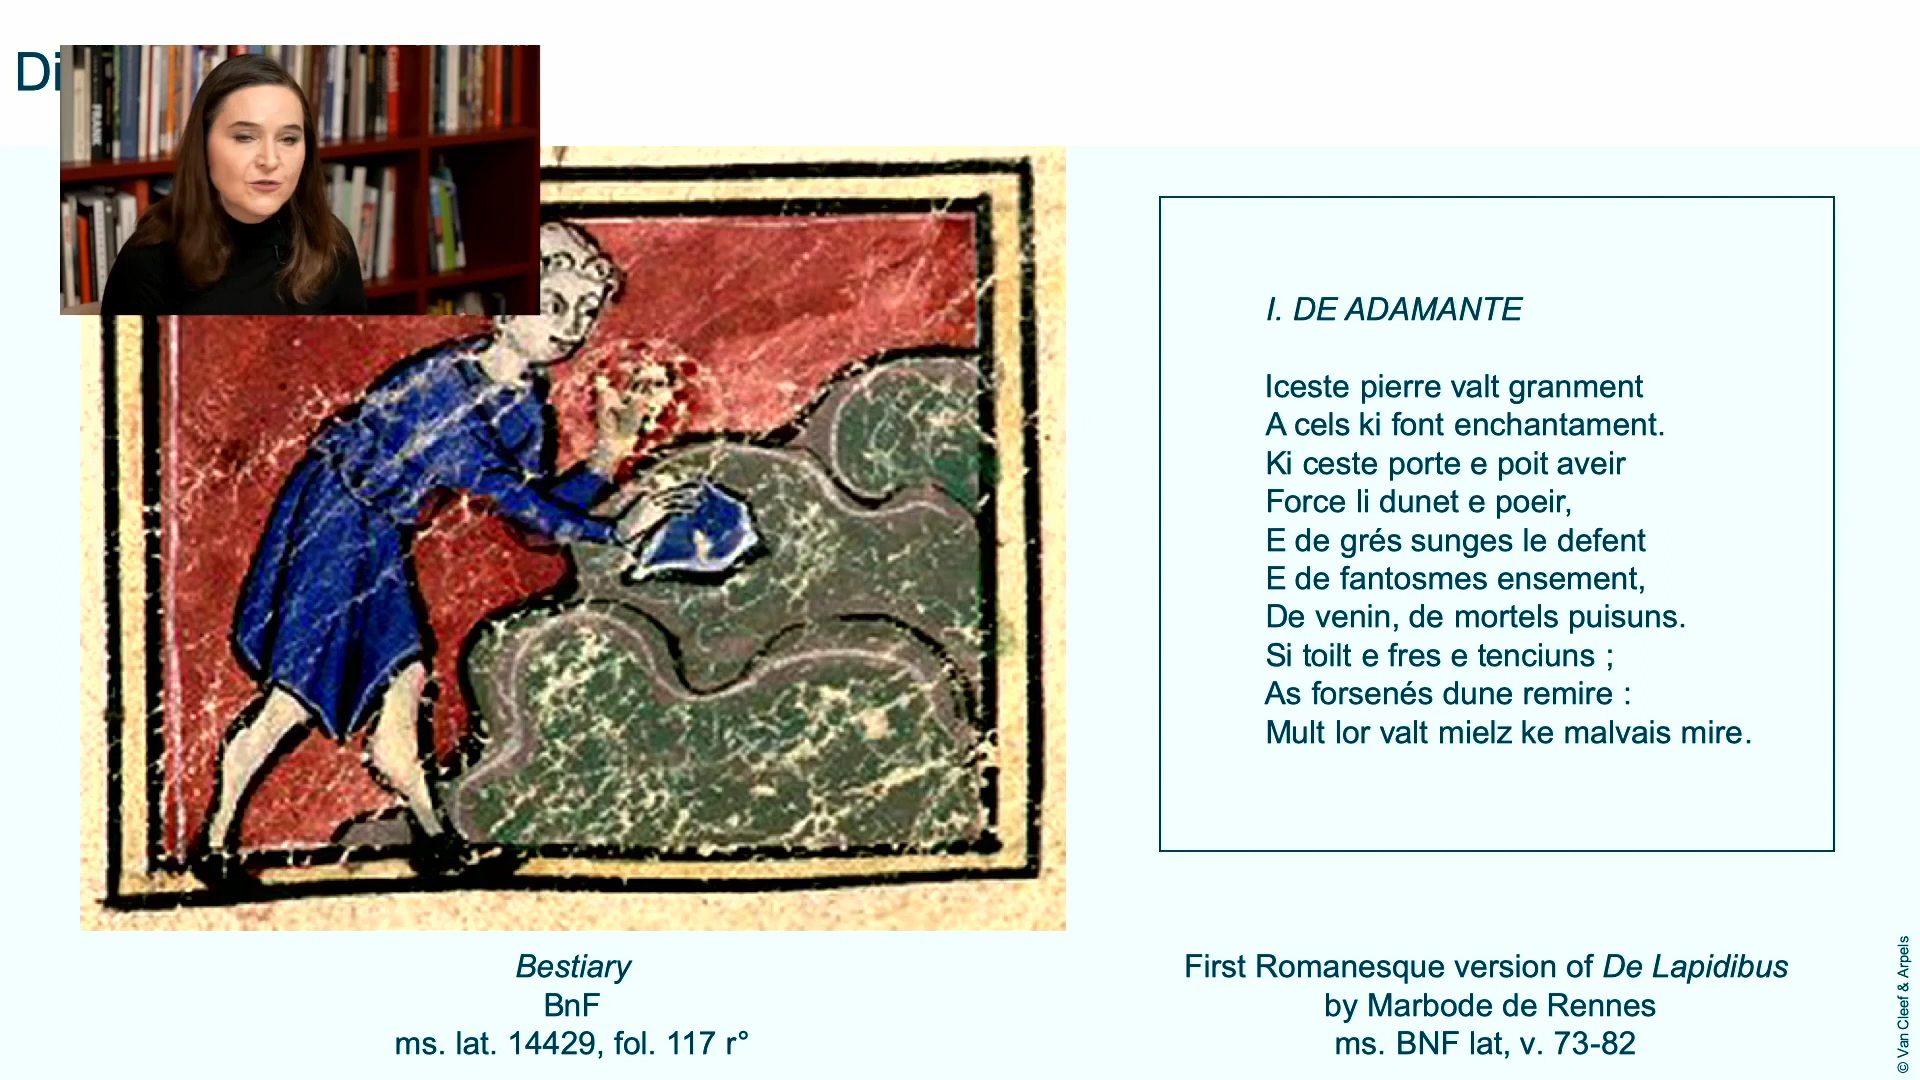 Di
FRANK
I. DE ADAMANTE
Iceste pierre valt granment
A cels ki font enchantament.
Ki ceste porte e poit aveir
Force li dunet e poeir,
E de grés sunges le defent
E de fantosmes ensement,
De venin, de mortels puisuns.
Si toilt e fres e tenciuns ;
As forsenés dune remire :
Mult lor valt mielz ke malvais mire.
Bestiary
BnF
ms. lat. 14429, fol. 117 r°
First Romanesque version of De Lapidibus
by Marbode de Rennes
ms. BNF lat, v. 73-82
© Van Cleef & Arpels